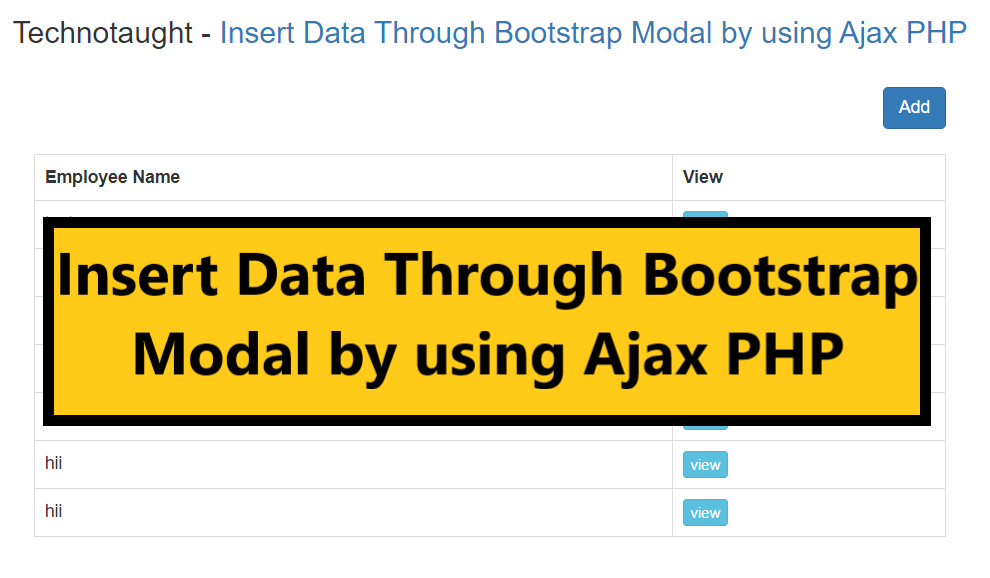 Technotaught - Insert Data Through Bootstrap Modal by using Ajax PHP
Add
Employee Name View
Insert Data Through Bootstrap
Modal by using Ajax PHP
hii view
hii view